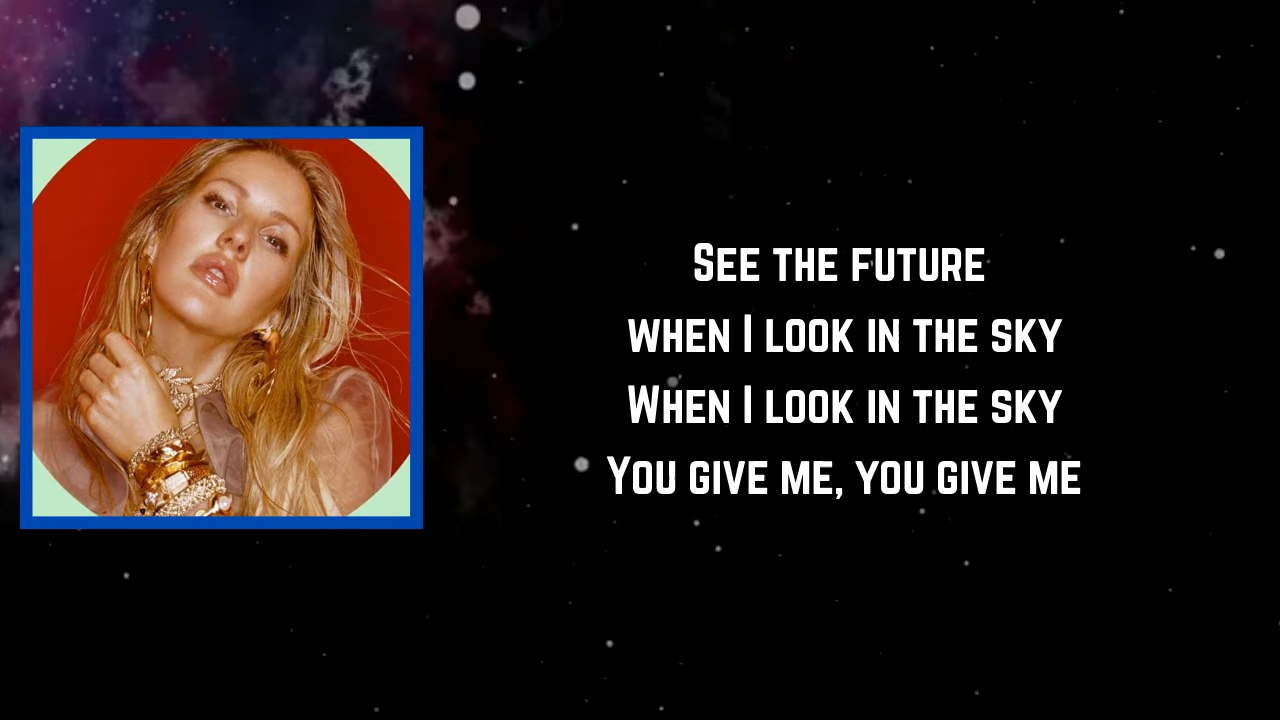 See the future
when I look in the sky
When I look in the sky
You give me, you give me